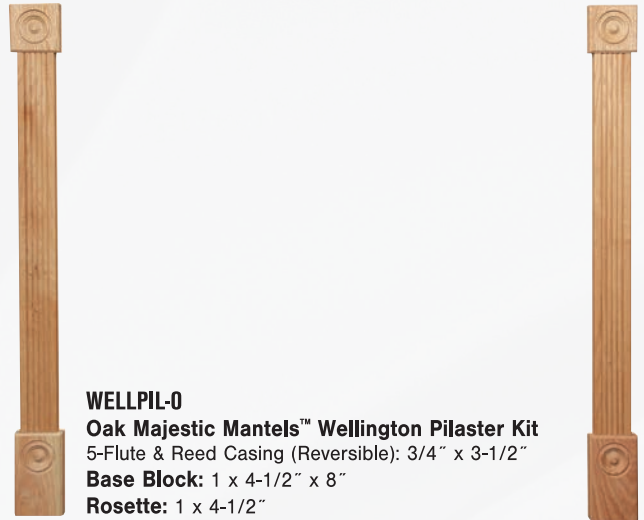 WELLPIL-O
Oak Majestic Mantels™ Wellington Pilaster Kit
5-Flute & Reed Casing (Reversible): 3/4˝ x 3-1/2˝
Base Block: 1 x 4-1/2˝ x 8˝
Rosette: 1 x 4-1/2˝